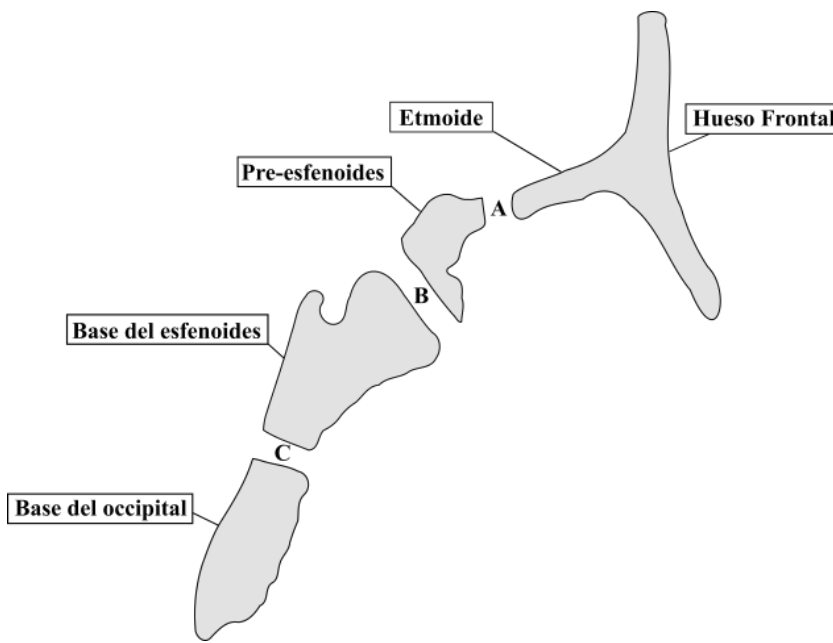 Etmoide
Hueso Frontal
Pre-esfenoides
A
B
Base del esfenoides
C
Base del occipital